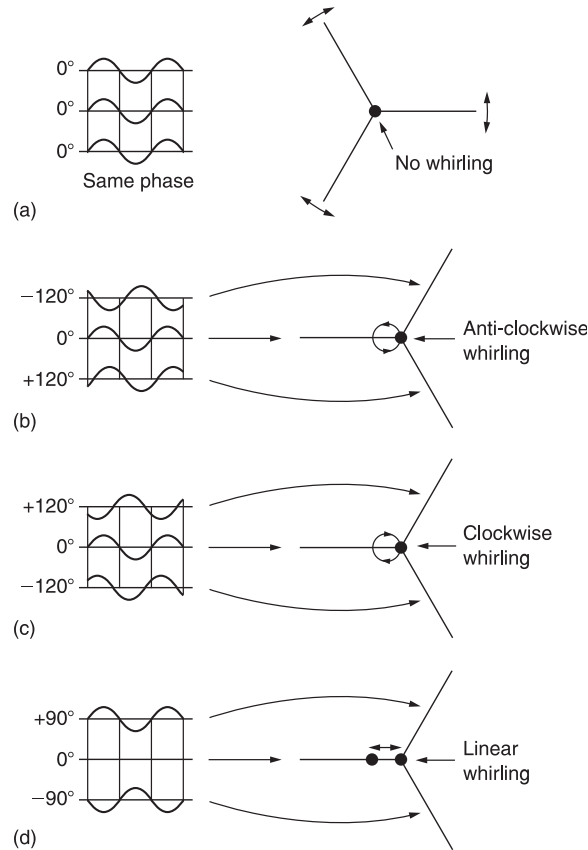 0°
0°
0°
Same phase
No whirling
(a)
−120°
0°
+120°
Anti-clockwise
whirling
(b)
+120°
0°
−120°
Clockwise
whirling
(c)
+90°
0°
−90°
Linear
whirling
(d)